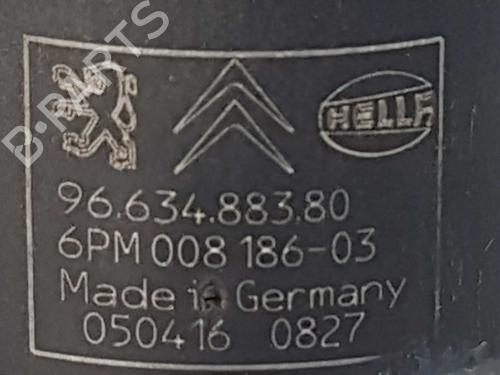 HELLA
96.634.883.80
6PM 008 186-03
Made in Germany
050416 0827
B-PARTS